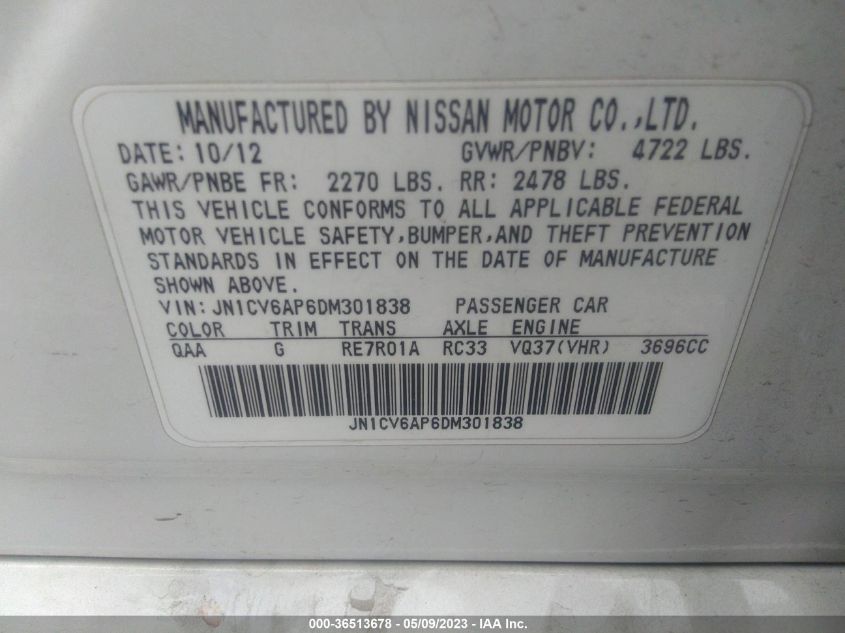 MANUFACTURED BY NISSAN MOTOR CO.,LTD.
DATE: 10/12 GVWR/PNBV: 4722 LBS.
GAWR/PNBE FR: 2270 LBS. RR: 2478 LBS.
THIS VEHICLE CONFORMS TO ALL APPLICABLE FEDERAL
MOTOR VEHICLE SAFETY,BUMPER,AND THEFT PREVENTION
STANDARDS IN EFFECT ON THE DATE OF MANUFACTURE
SHOWN ABOVE.
VIN: JN1CV6AP6DM301838 PASSENGER CAR
COLOR TRIM TRANS AXLE ENGINE
QAA G RE7R01A RC33 VQ37(VHR) 3696CC
JN1CV6AP6DM301838
000-36513678 - 05/09/2023 - IAA Inc.